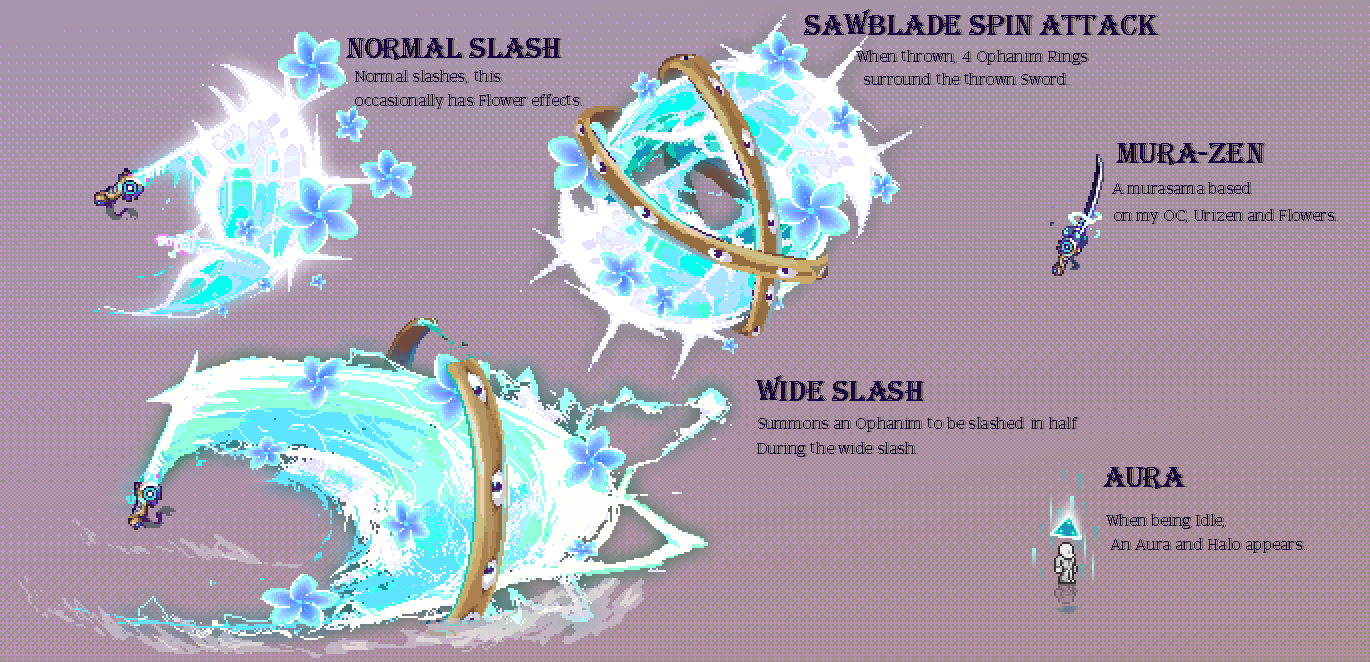 NORMAL SLASH
Normal slashes, this
occasionally has Flower effects.
SAWBLADE SPIN ATTACK
When thrown, 4 Ophanim Rings
surround the thrown Sword.
MURA-ZEN
A murasama based
on my OC, Urizen and Flowers.
WIDE SLASH
Summons an Ophanim to be slashed in half
During the wide slash.
AURA
When being Idle,
An Aura and Halo appears.